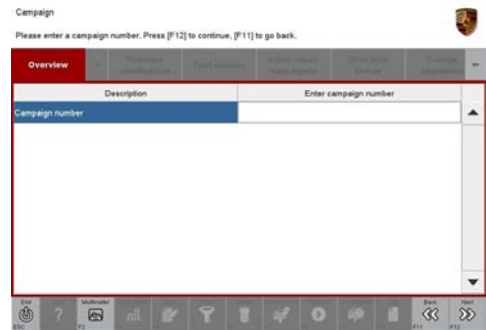 Campaign
Please enter a campaign number. Press [F12] to continue, [F11] to go back.
Overview
Description
Enter campaign number
Campaign number
End
Multimeter
Back
Next
ESC
F2
F11
F12